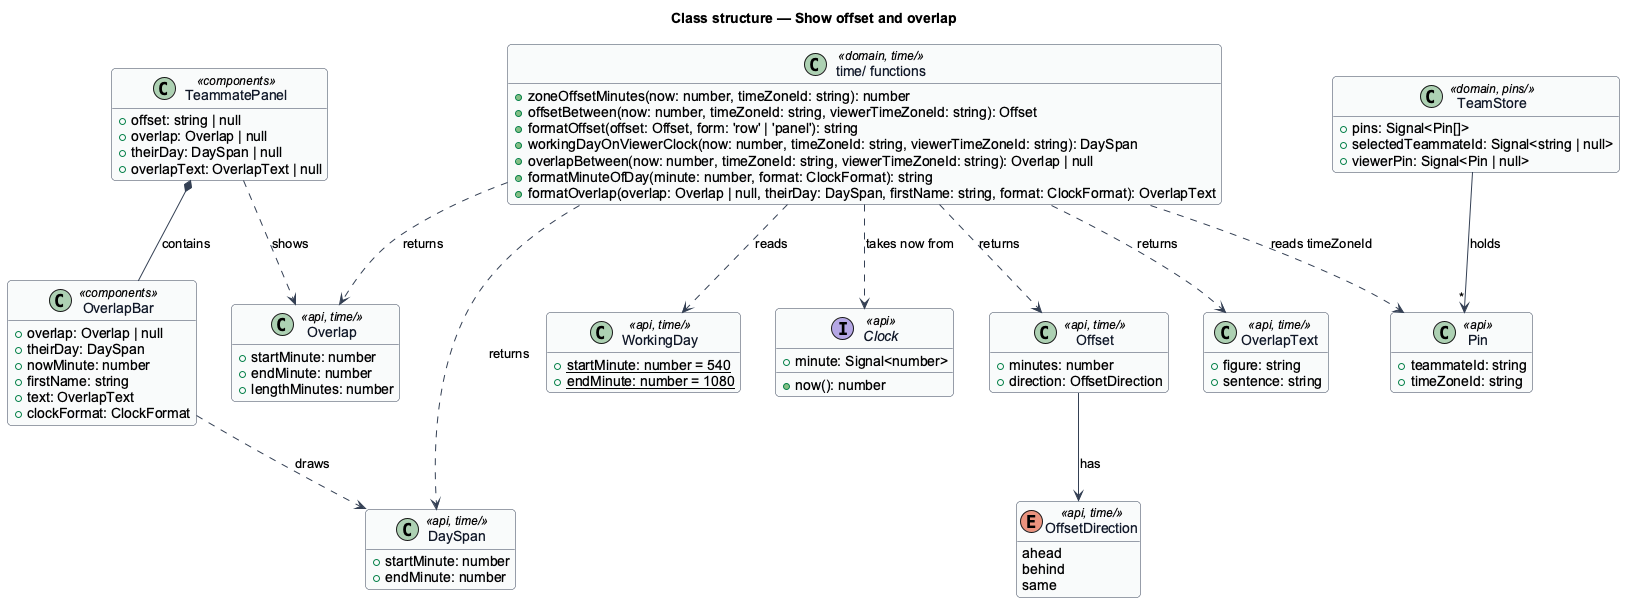 Class structure — Show offset and overlap
«components»
TeammatePanel
offset: string | null
overlap: Overlap | null
theirDay: DaySpan | null
overlapText: OverlapText | null
«domain, time/»
time/ functions
zoneOffsetMinutes(now: number, timeZoneId: string): number
offsetBetween(now: number, timeZoneId: string, viewerTimeZoneId: string): Offset
formatOffset(offset: Offset, form: 'row' | 'panel'): string
workingDayOnViewerClock(now: number, timeZoneId: string, viewerTimeZoneId: string): DaySpan
overlapBetween(now: number, timeZoneId: string, viewerTimeZoneId: string): Overlap | null
formatMinuteOfDay(minute: number, format: ClockFormat): string
formatOverlap(overlap: Overlap | null, theirDay: DaySpan, firstName: string, format: ClockFormat): OverlapText
«domain, pins/»
TeamStore
pins: Signal<Pin[]>
selectedTeammateId: Signal<string | null>
viewerPin: Signal<Pin | null>
contains
shows
returns
reads
takes now from
returns
returns
reads timeZoneId
holds
*
«components»
OverlapBar
overlap: Overlap | null
theirDay: DaySpan
nowMinute: number
firstName: string
text: OverlapText
clockFormat: ClockFormat
«api, time/»
Overlap
startMinute: number
endMinute: number
lengthMinutes: number
returns
«api, time/»
WorkingDay
startMinute: number = 540
endMinute: number = 1080
I
«api»
Clock
minute: Signal<number>
now(): number
«api, time/»
Offset
minutes: number
direction: OffsetDirection
«api, time/»
OverlapText
figure: string
sentence: string
«api»
Pin
teammateId: string
timeZoneId: string
draws
has
«api, time/»
DaySpan
startMinute: number
endMinute: number
E
«api, time/»
OffsetDirection
ahead
behind
same